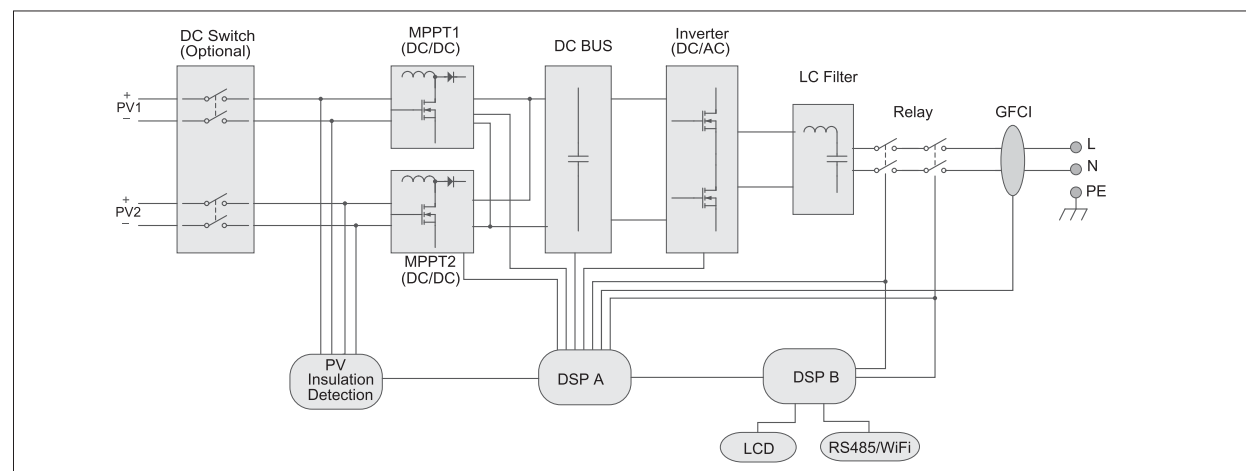 DC Switch
(Optional)
MPPT1
(DC/DC)
DC BUS
Inverter
(DC/AC)
LC Filter
Relay
GFCI
+
PV1
–
L
N
PE
+
PV2
–
MPPT2
(DC/DC)
PV
Insulation
Detection
DSP A
DSP B
LCD
RS485/WiFi